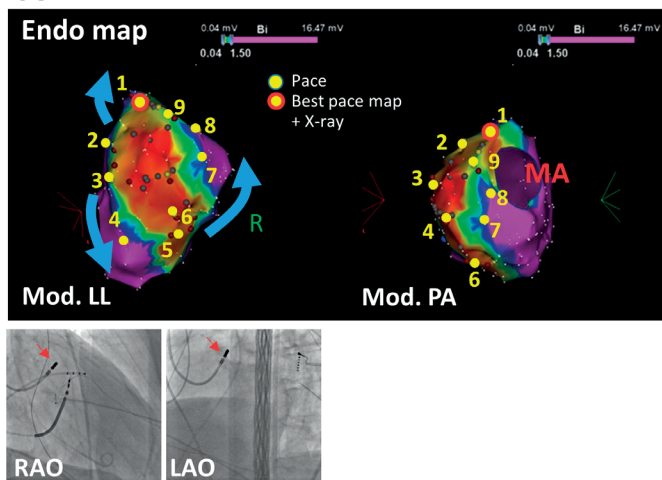 Endo map
0.04 mV Bi 16.47 mV
0.04 1.50
0.04 mV Bi 16.47 mV
0.04 1.50
Pace
Best pace map
+ X-ray
1
9
8
2
7
3
4
6
5
R
Mod. LL
1
2
9
MA
3
8
4
7
6
Mod. PA
RAO
LAO